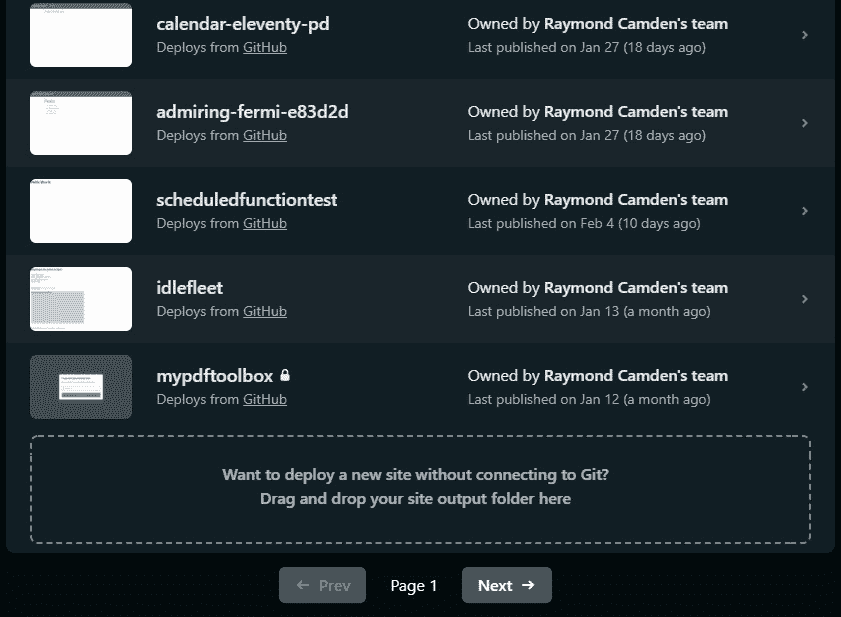 calendar-eleventy-pd
Deploys from GitHub
Owned by Raymond Camden's team
Last published on Jan 27 (18 days ago)
admiring-fermi-e83d2d
Deploys from GitHub
Owned by Raymond Camden's team
Last published on Jan 27 (18 days ago)
scheduledfunctiontest
Deploys from GitHub
Owned by Raymond Camden's team
Last published on Feb 4 (10 days ago)
idlefleet
Deploys from GitHub
Owned by Raymond Camden's team
Last published on Jan 13 (a month ago)
mypdftoolbox
Deploys from GitHub
Owned by Raymond Camden's team
Last published on Jan 12 (a month ago)
Want to deploy a new site without connecting to Git?
Drag and drop your site output folder here
← Prev Page 1 Next →